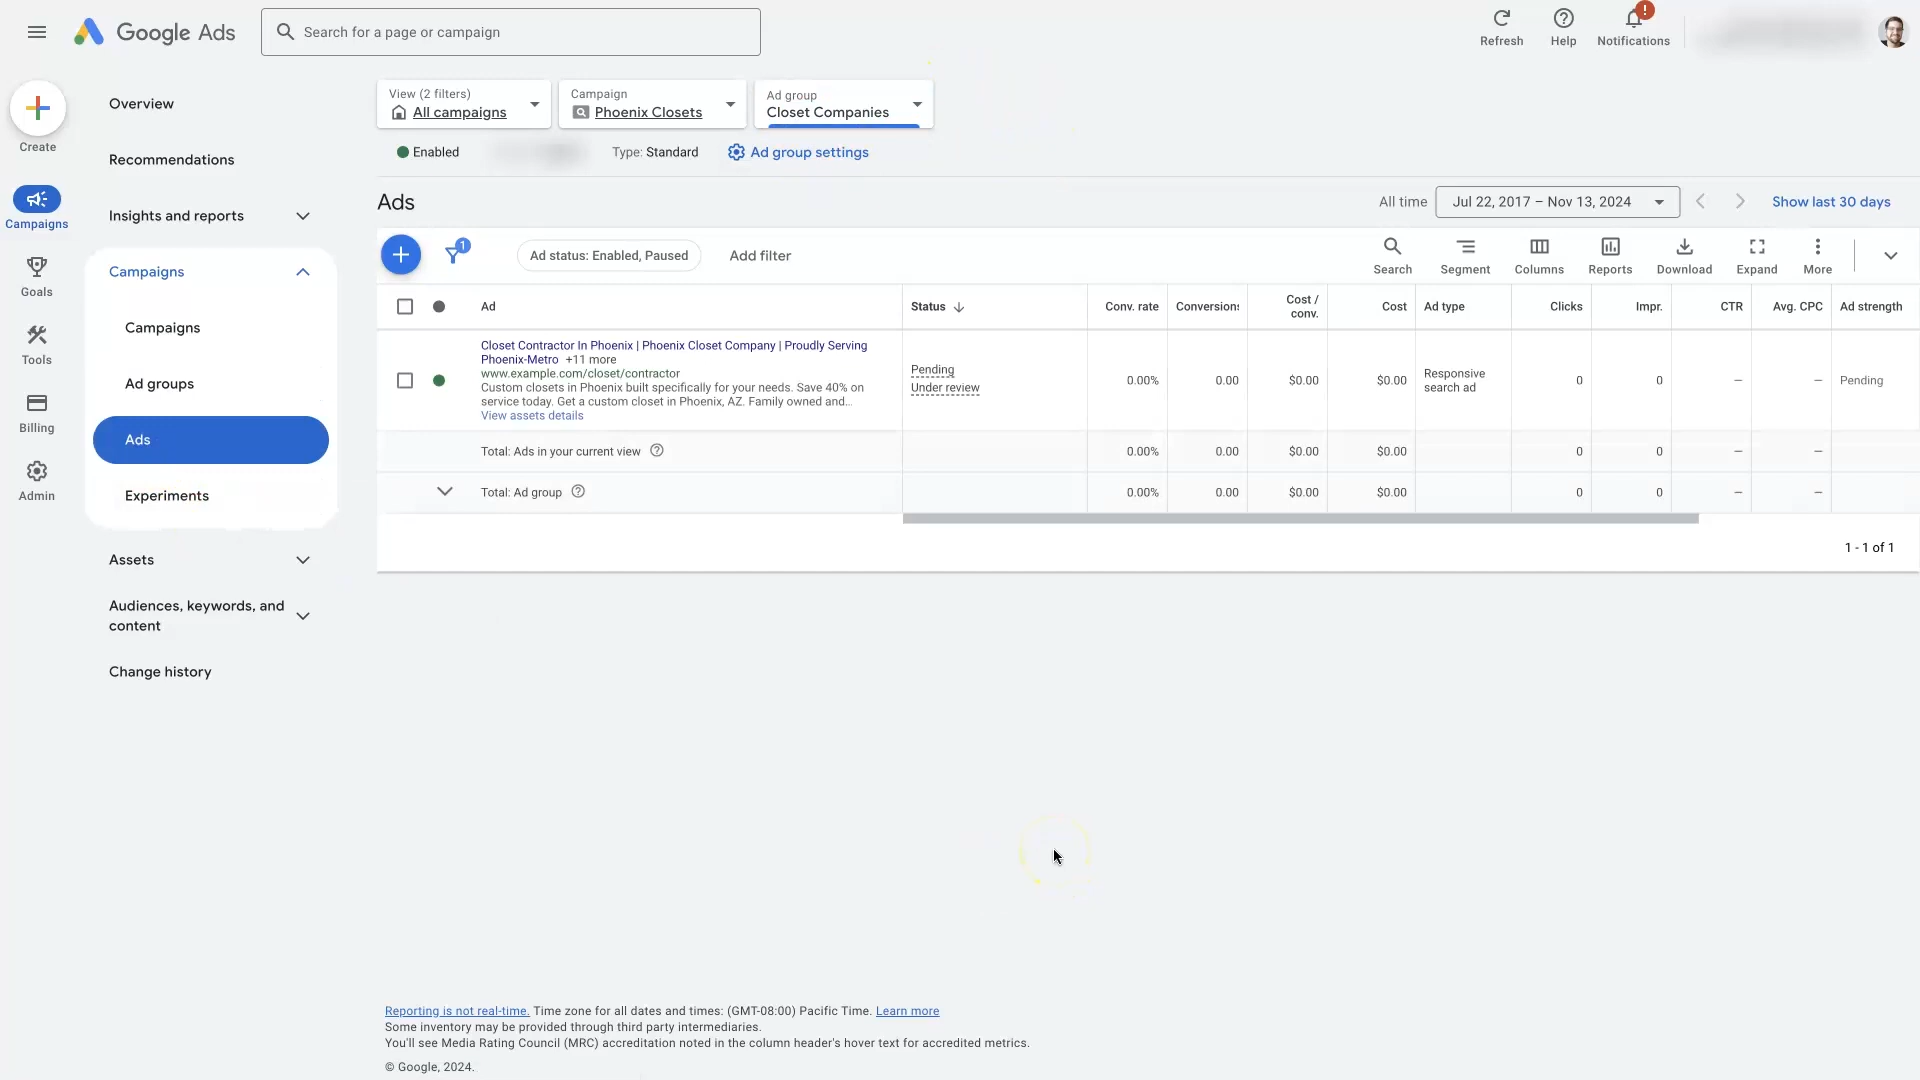 Google Ads
Search for a page or campaign
Refresh
Help
!
Notifications
Create
Campaigns
Goals
Tools
Billing
Admin
Overview
Recommendations
Insights and reports
Campaigns
Campaigns
Ad groups
Ads
Experiments
Assets
Audiences, keywords, and
content
Change history
View (2 filters)
All campaigns
Campaign
Phoenix Closets
Ad group
Closet Companies
Enabled
Type: Standard
Ad group settings
Ads
All time
Jul 22, 2017 – Nov 13, 2024
Show last 30 days
1
Ad status: Enabled, Paused
Add filter
Search
Segment
Columns
Reports
Download
Expand
More
Ad
Status
Conv. rate
Conversions
Cost /
conv.
Cost
Ad type
Clicks
Impr.
CTR
Avg. CPC
Ad strength
Closet Contractor In Phoenix | Phoenix Closet Company | Proudly Serving
Phoenix-Metro +11 more
www.example.com/closet/contractor
Custom closets in Phoenix built specifically for your needs. Save 40% on
service today. Get a custom closet in Phoenix, AZ. Family owned and…
View assets details
Pending
Under review
0.00%
0.00
$0.00
$0.00
Responsive
search ad
0
0
–
–
Pending
Total: Ads in your current view
0.00%
0.00
$0.00
$0.00
0
0
–
–
Total: Ad group
0.00%
0.00
$0.00
$0.00
0
0
–
–
1 - 1 of 1
Reporting is not real-time. Time zone for all dates and times: (GMT-08:00) Pacific Time. Learn more
Some inventory may be provided through third party intermediaries.
You'll see Media Rating Council (MRC) accreditation noted in the column header's hover text for accredited metrics.
© Google, 2024.